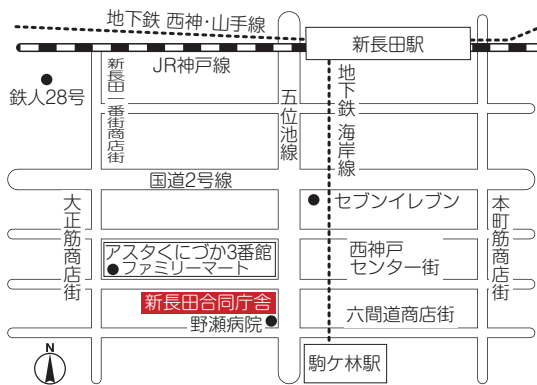 地下鉄 西神・山手線
新長田駅
JR神戸線
鉄人28号
新長田一番街商店街
五位池線
地下鉄 海岸線
国道2号線
大正筋商店街
セブンイレブン
本町筋商店街
アスタくにづか3番館
ファミリーマート
西神戸
センター街
新長田合同庁舎
野瀬病院
六間道商店街
駒ケ林駅
N